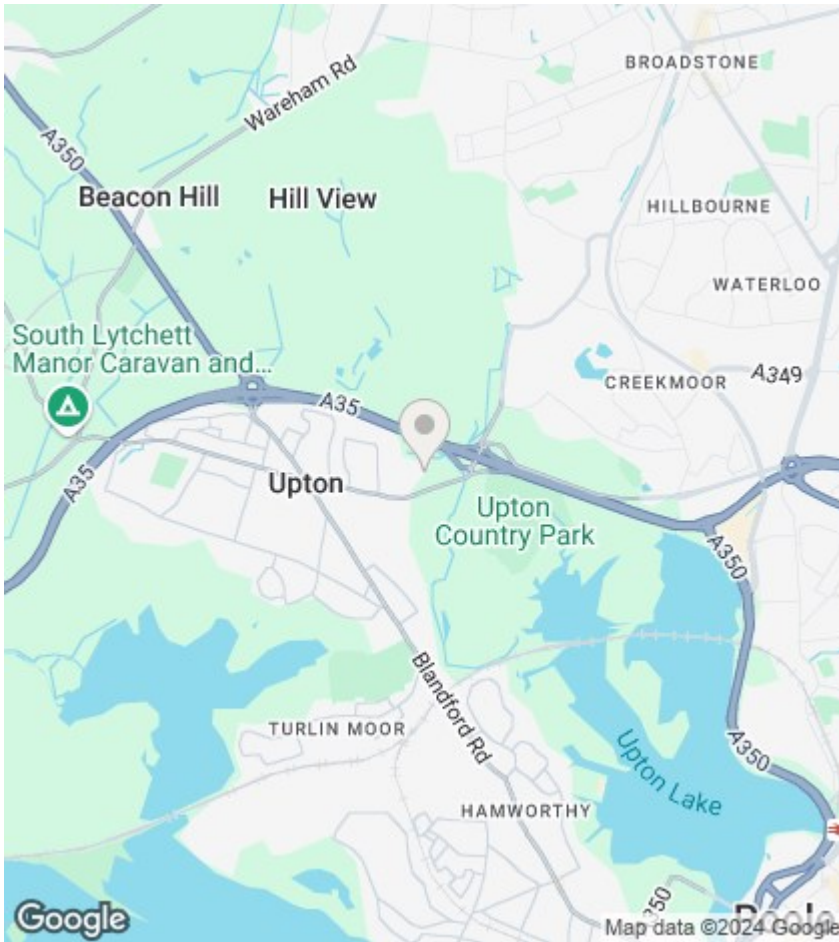 BROADSTONE
Wareham Rd
A350
Beacon Hill
Hill View
HILLBOURNE
WATERLOO
South Lytchett
Manor Caravan and...
CREEKMOOR
A349
A35
A35
Upton
Upton
Country Park
A350
Blandford Rd
TURLIN MOOR
Upton Lake
A350
HAMWORTHY
350
Poole
Google
Map data ©2024 Google